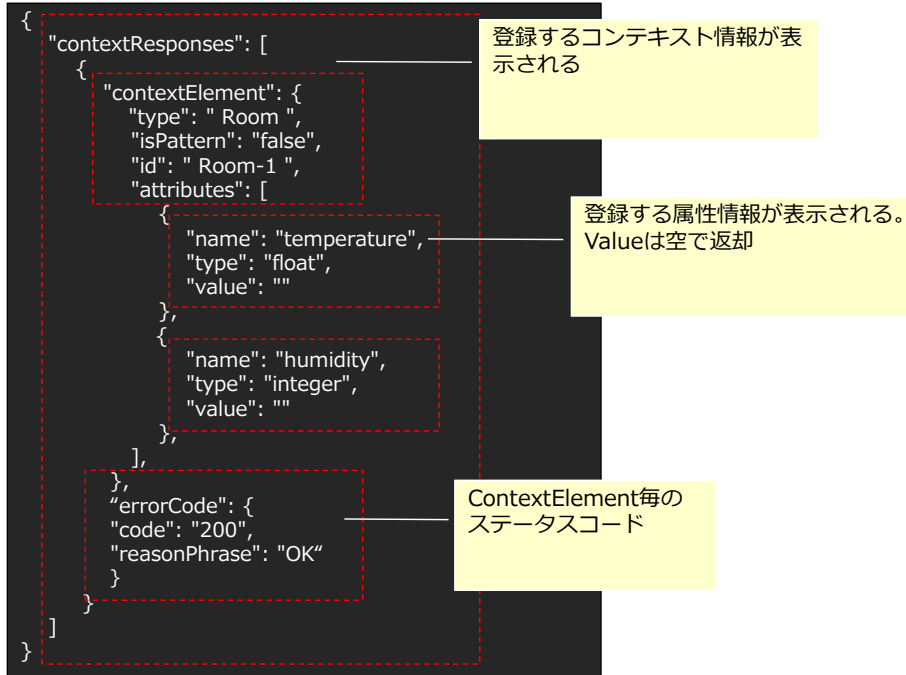 {
"contextResponses": [
{
"contextElement": {
"type": " Room ",
"isPattern": "false",
"id": " Room-1 ",
"attributes": [
{
"name": "temperature",
"type": "float",
"value": ""
},
{
"name": "humidity",
"type": "integer",
"value": ""
},
],
},
“errorCode": {
"code": "200",
"reasonPhrase": "OK“
}
}
]
}
登録するコンテキスト情報が表
示される
登録する属性情報が表示される。
Valueは空で返却
ContextElement毎の
ステータスコード